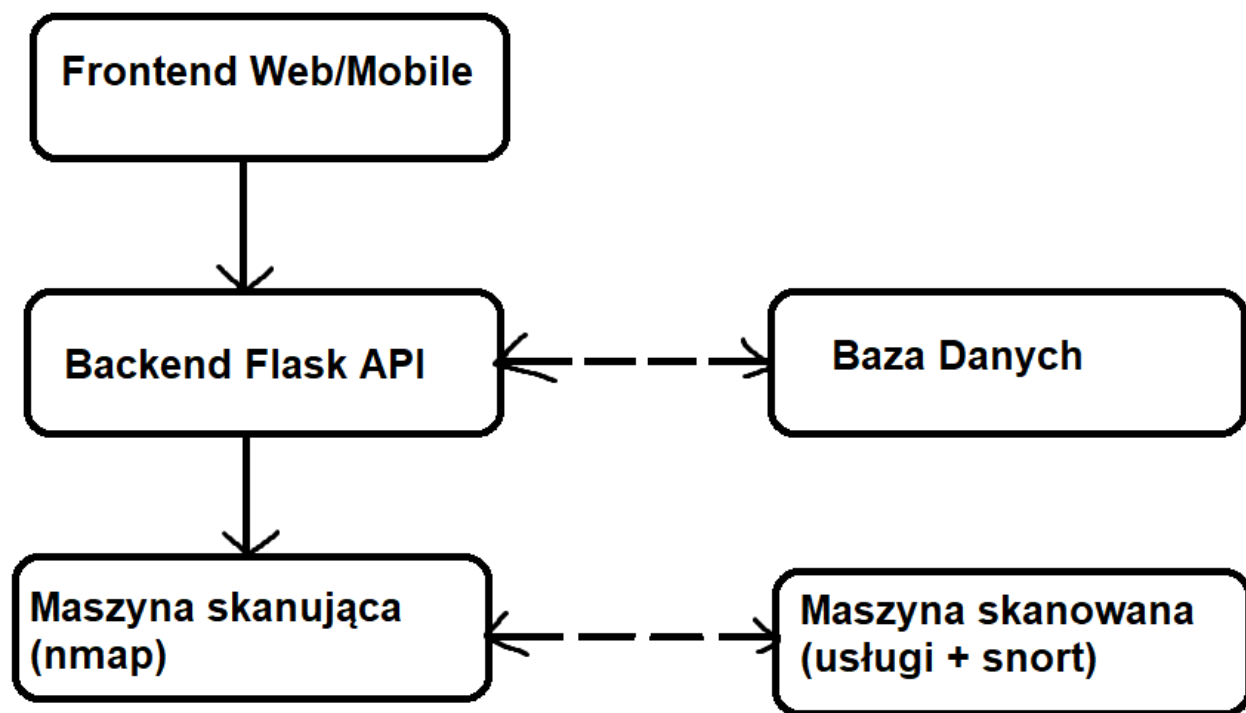 Frontend Web/Mobile
Backend Flask API
Baza Danych
Maszyna skanująca
(nmap)
Maszyna skanowana
(usługi + snort)